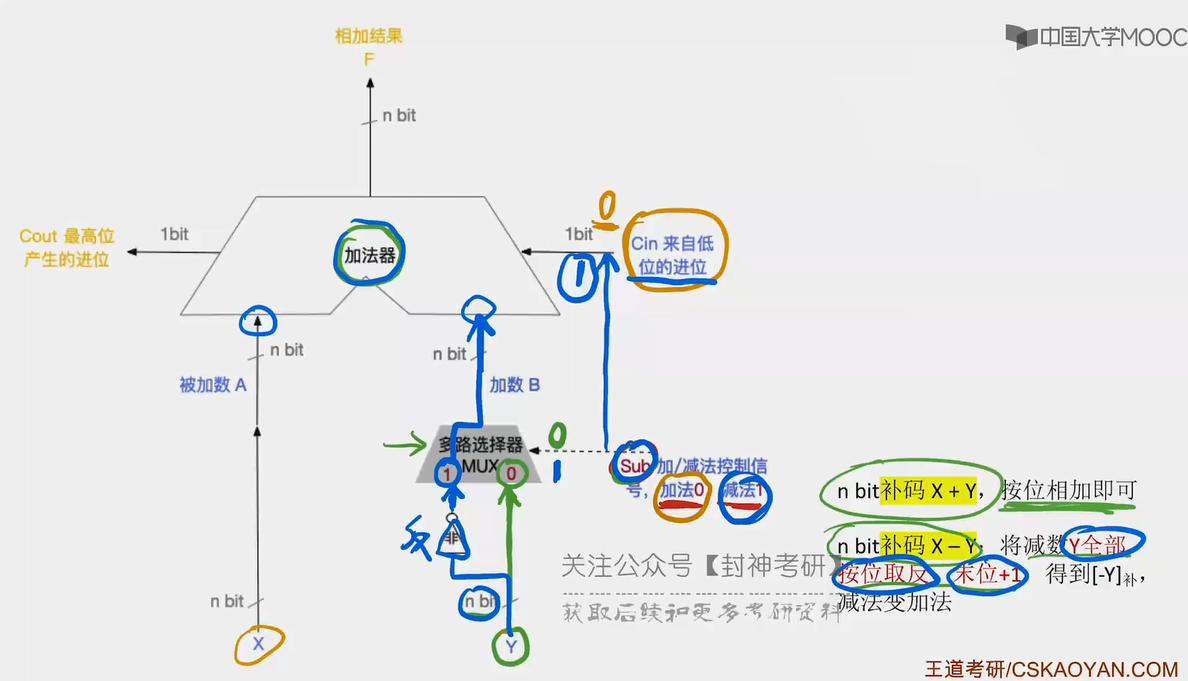 中国大学MOOC
相加结果
F
n bit
0
Cout 最高位
产生的进位
1bit
加法器
1bit
Cin 来自低
位的进位
1
n bit
n bit
被加数 A
加数 B
多路选择器
MUX
1
0
0
1
Sub 加/减法控制信
号，加法0 减法1
非
反
n bit补码 X + Y，按位相加即可
n bit补码 X – Y：将减数Y全部
按位取反、末位+1 得到[-Y]补，
减法变加法
关注公众号【封神考研】
获取后续和更多考研资料
n bit
n bit
X
Y
王道考研/CSKAOYAN.COM